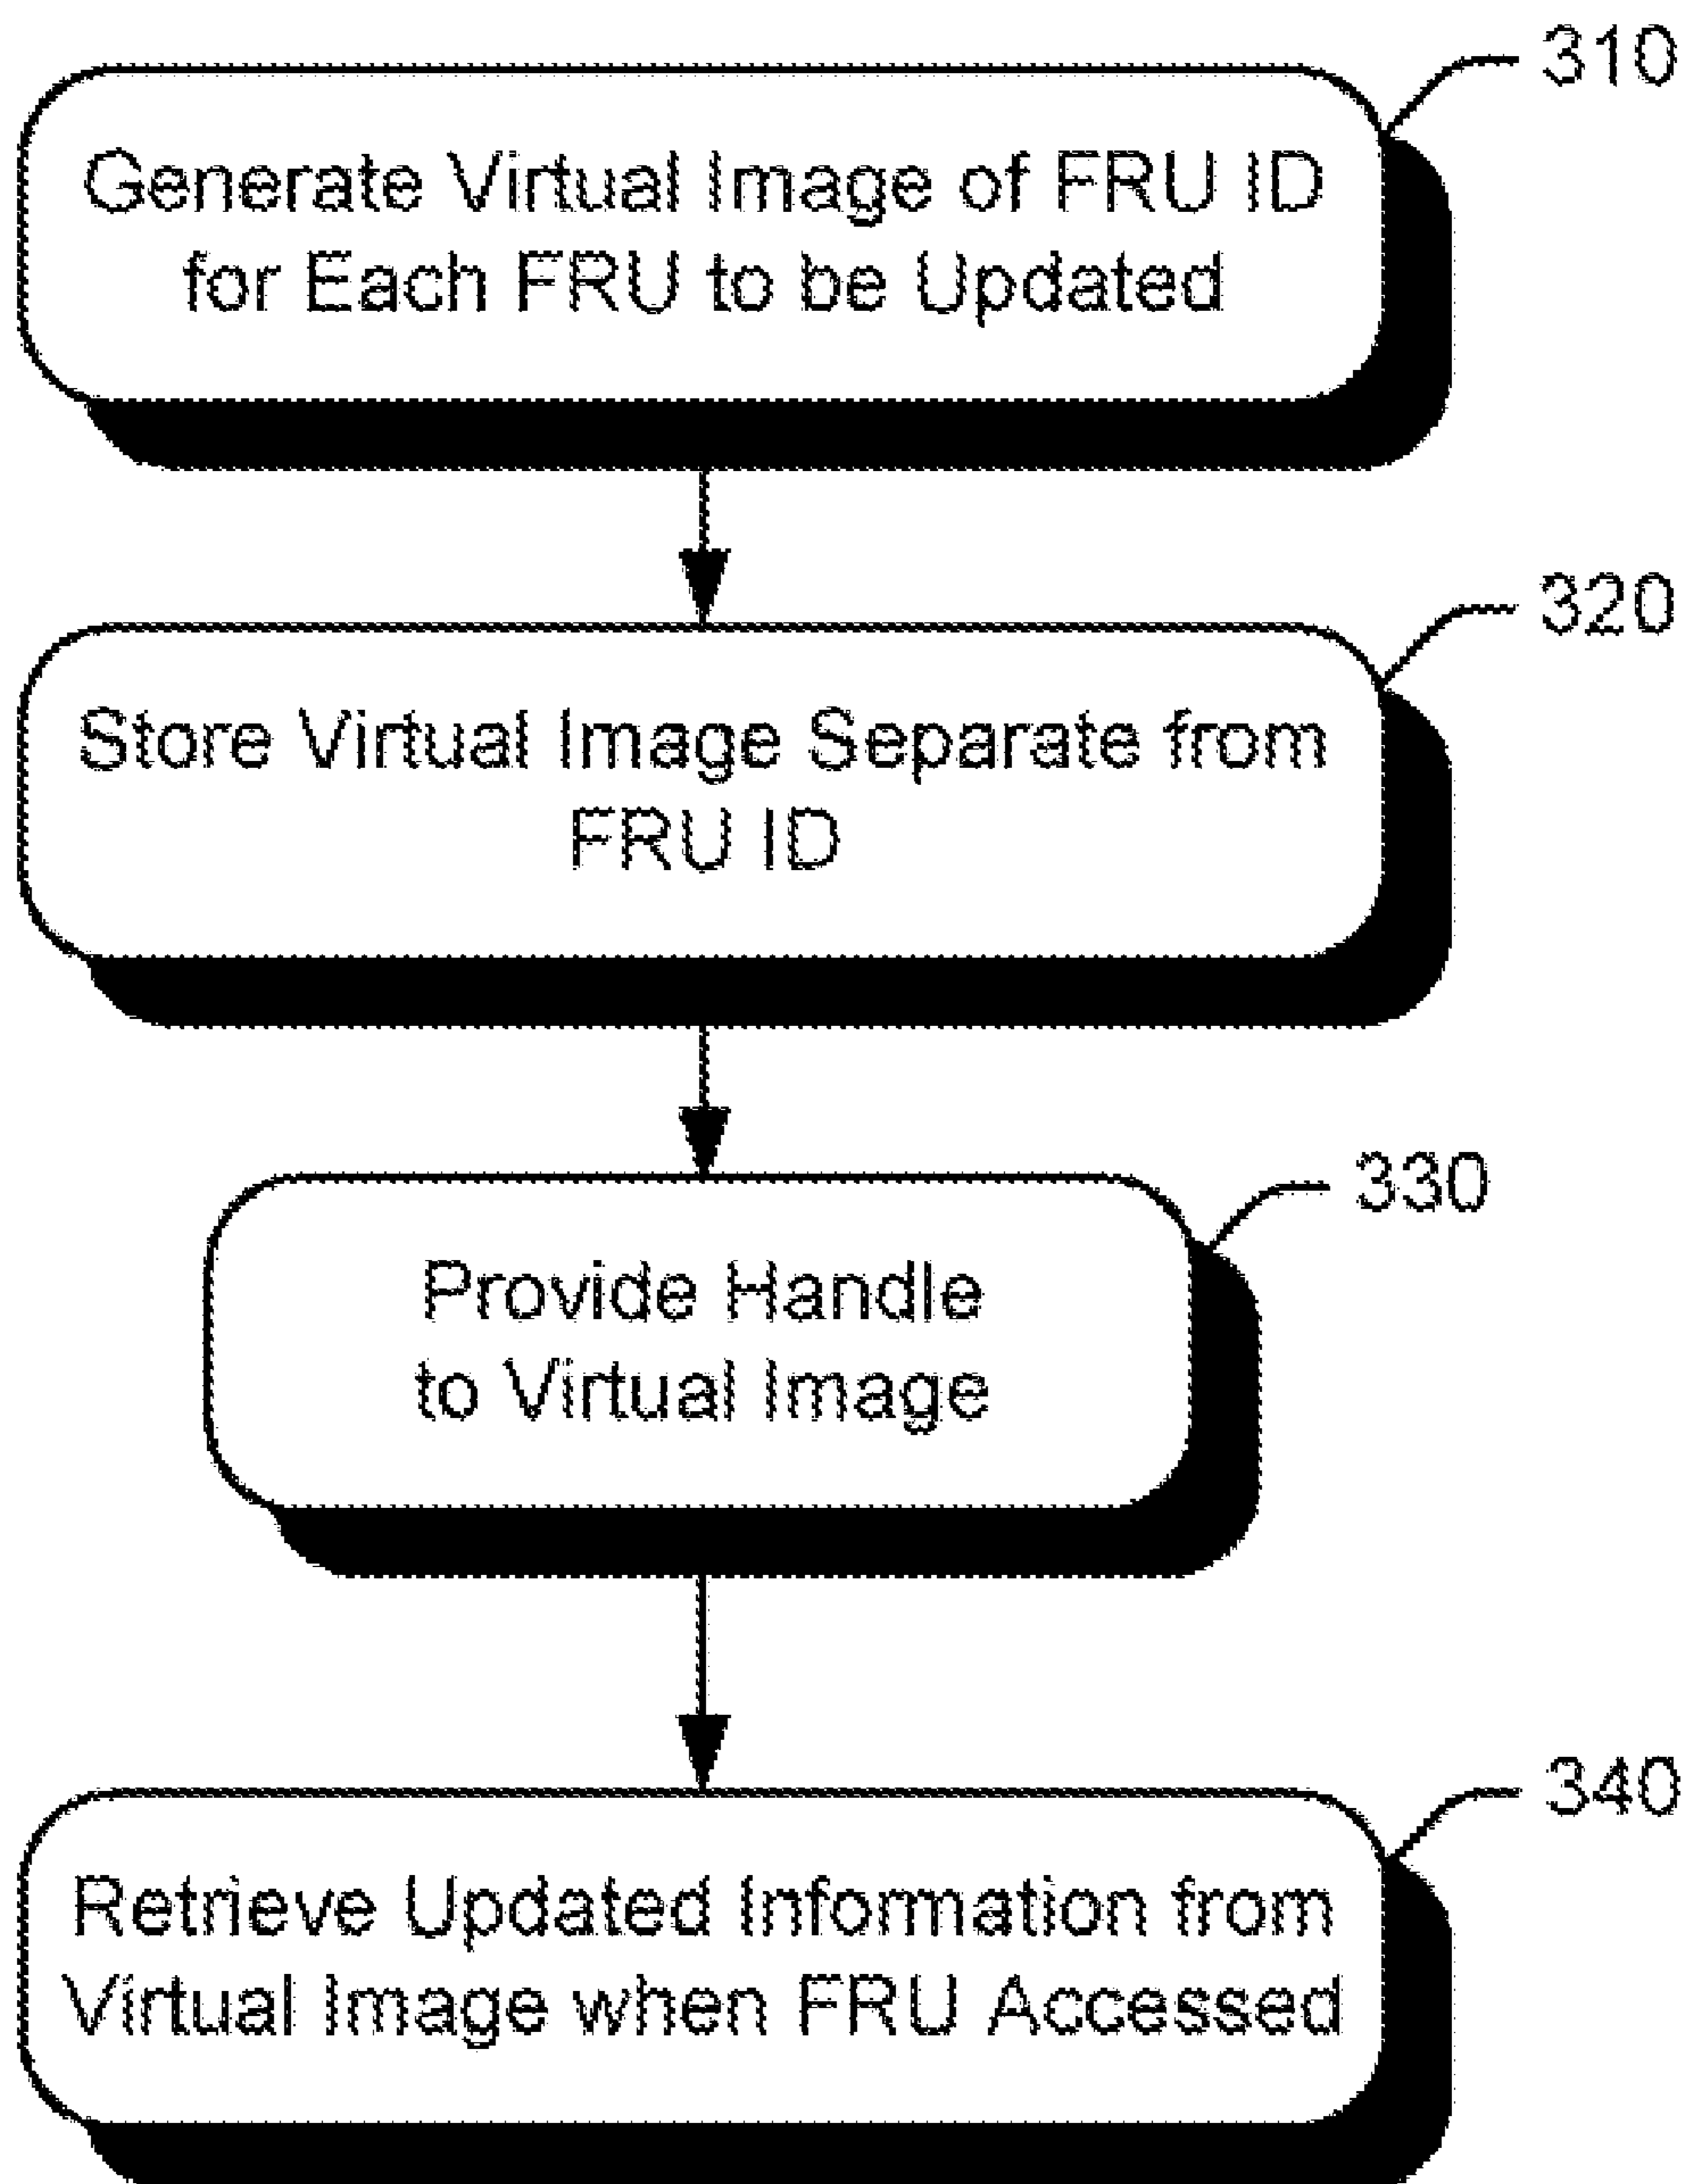 310
Generate Virtual Image of FRU ID
for Each FRU to be Updated
320
Store Virtual Image Separate from
FRU ID
330
Provide Handle
to Virtual Image
340
Retrieve Updated Information from
Virtual Image when FRU Accessed